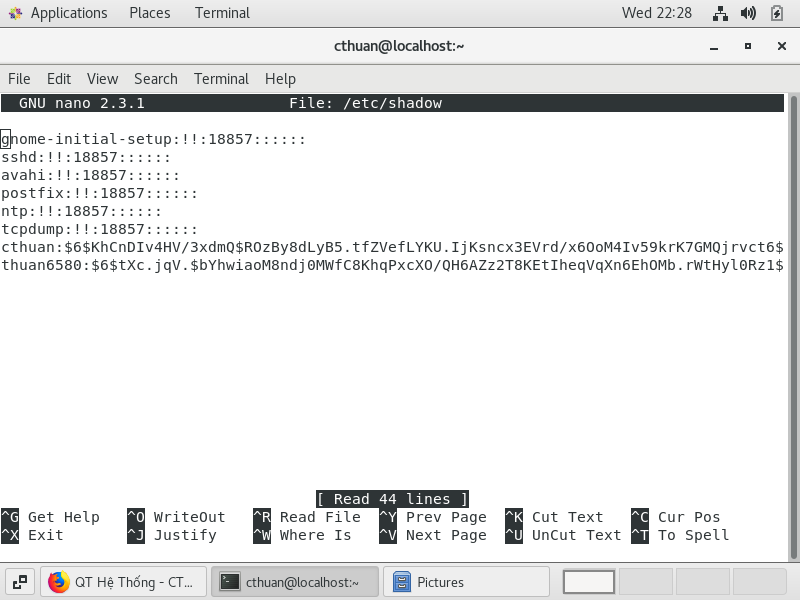 Applications Places Terminal Wed 22:28
cthuan@localhost:~
File Edit View Search Terminal Help
GNU nano 2.3.1 File: /etc/shadow
gnome-initial-setup:!!:18857::::::
sshd:!!:18857::::::
avahi:!!:18857::::::
postfix:!!:18857::::::
ntp:!!:18857::::::
tcpdump:!!:18857::::::
cthuan:$6$KhCnDIv4HV/3xdmQ$ROzBy8dLyB5.tfZVefLYKU.IjKsncx3EVrd/x6OoM4Iv59krK7GMQjrvct6$
thuan6580:$6$tXc.jqV.$bYhwiaoM8ndj0MWfC8KhqPxcXO/QH6AZz2T8KEtIheqVqXn6EhOMb.rWtHyl0Rz1$
[ Read 44 lines ]
^G Get Help ^O WriteOut ^R Read File ^Y Prev Page ^K Cut Text ^C Cur Pos
^X Exit ^J Justify ^W Where Is ^V Next Page ^U UnCut Text ^T To Spell
QT Hệ Thống - CT... cthuan@localhost:~ Pictures